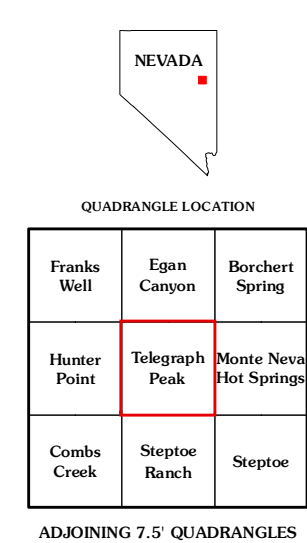 NEVADA
QUADRANGLE LOCATION
Franks
Well
Egan
Canyon
Borchert
Spring
Hunter
Point
Telegraph
Peak
Monte Neva
Hot Springs
Combs
Creek
Steptoe
Ranch
Steptoe
ADJOINING 7.5' QUADRANGLES